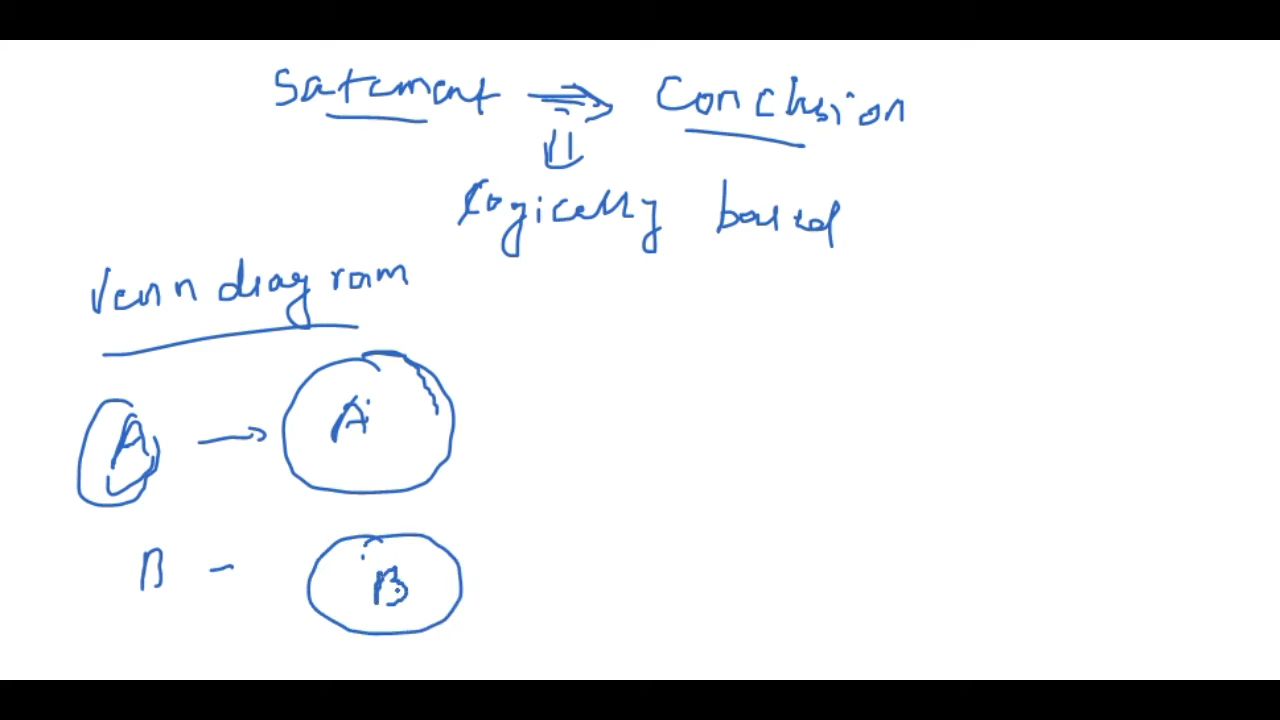 Satement ⇒ Conclusion
⇓
Logically based
Venn diagram
A → A
B - B